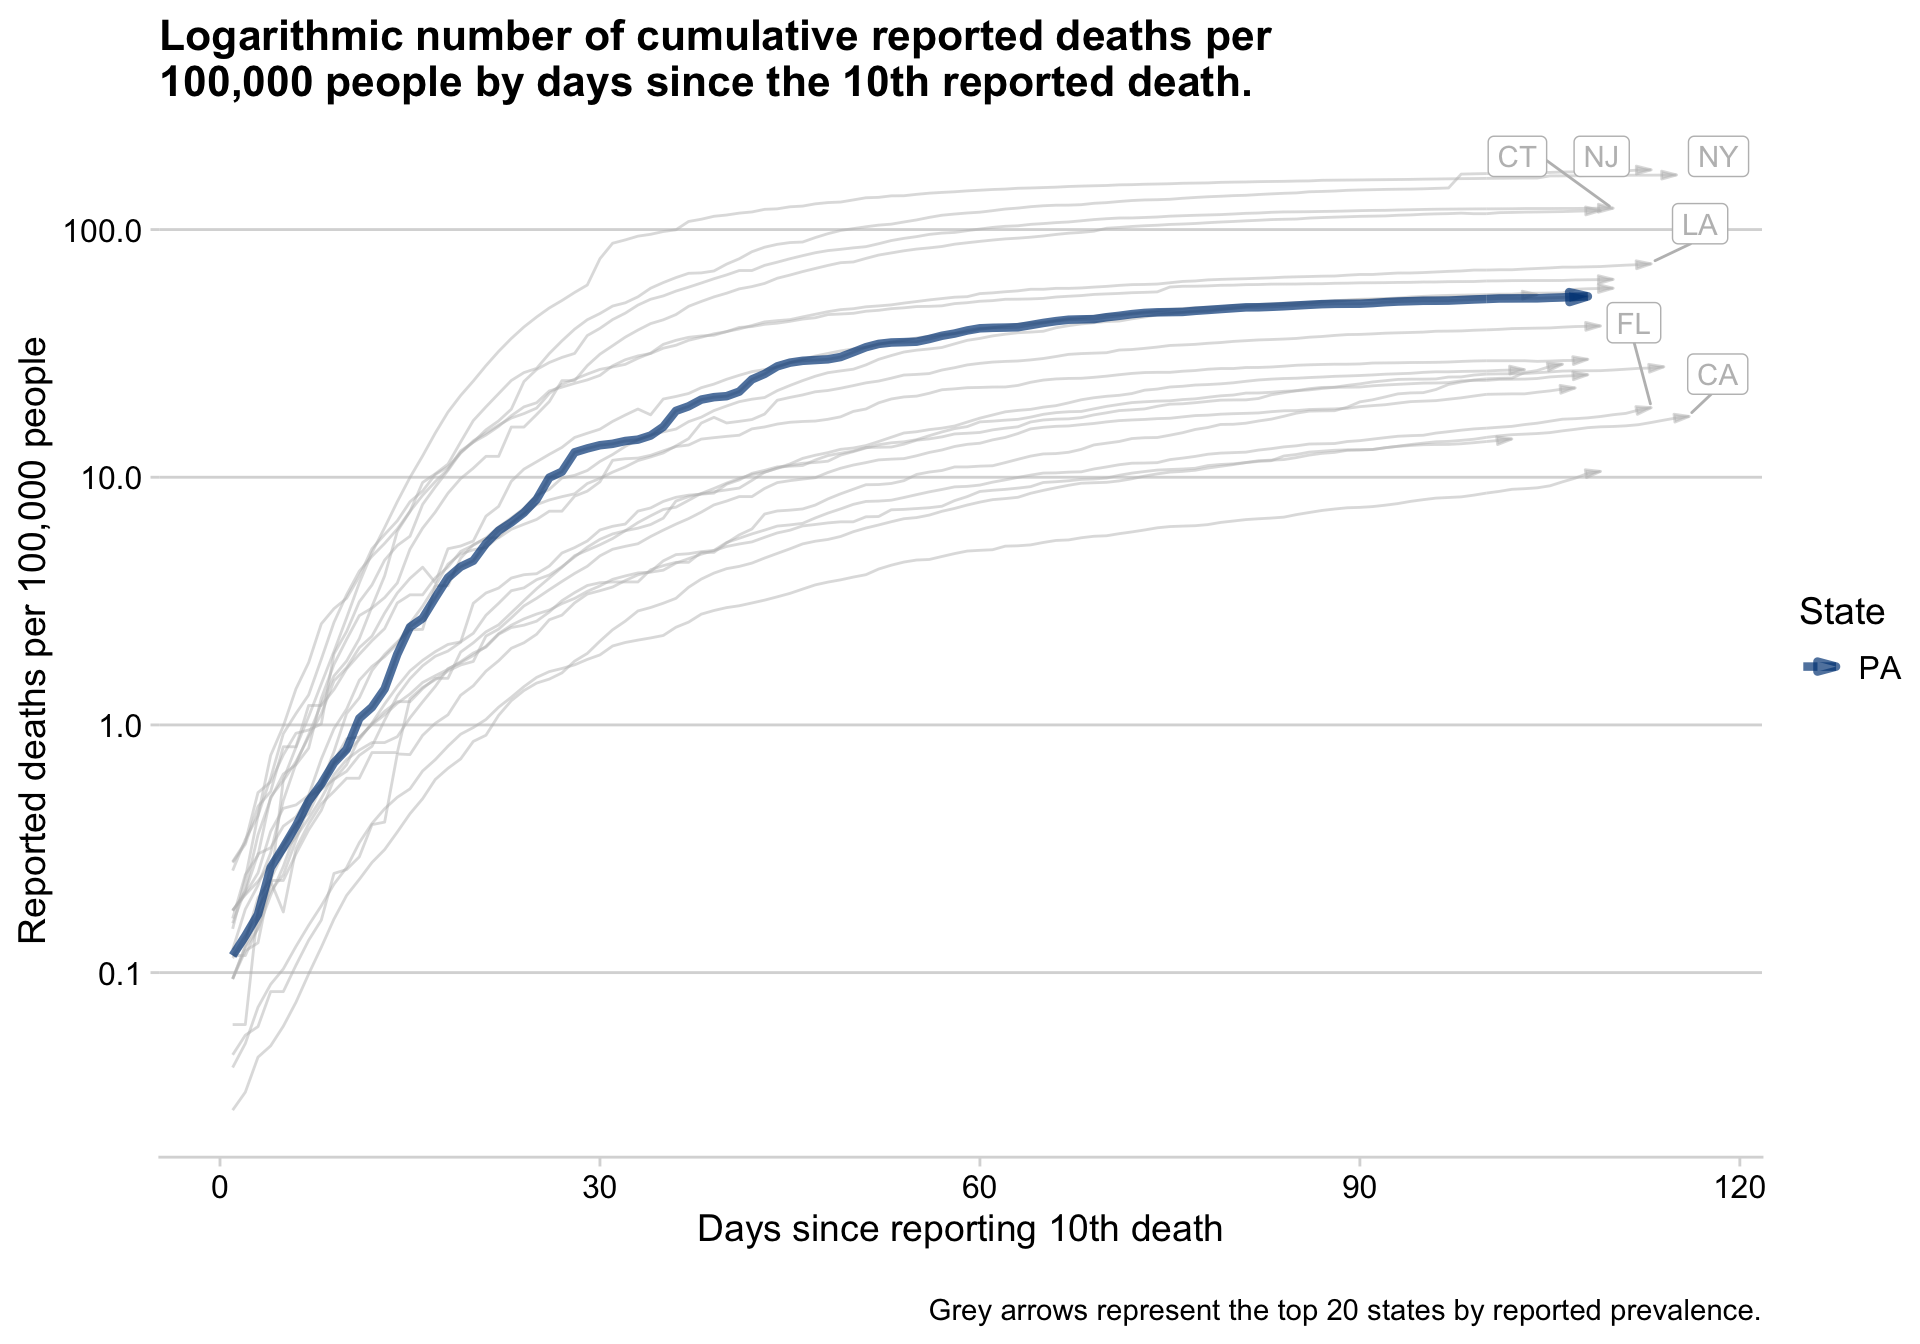 Logarithmic number of cumulative reported deaths per
100,000 people by days since the 10th reported death.
CT
NJ
NY
LA
FL
CA
100.0
10.0
1.0
0.1
Reported deaths per 100,000 people
State
PA
0
30
60
90
120
Days since reporting 10th death
Grey arrows represent the top 20 states by reported prevalence.